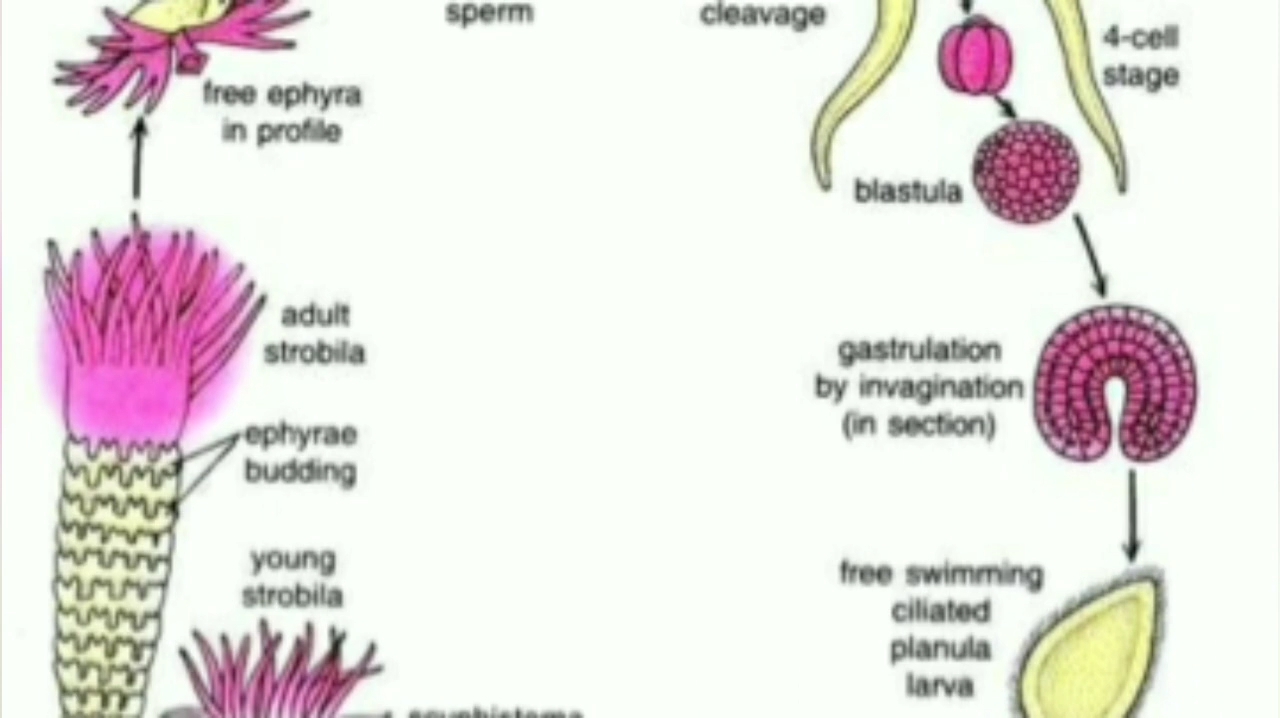 sperm
cleavage
4-cell
stage
free ephyra
in profile
blastula
adult
strobila
gastrulation
by invagination
(in section)
ephyrae
budding
young
strobila
free swimming
ciliated
planula
larva